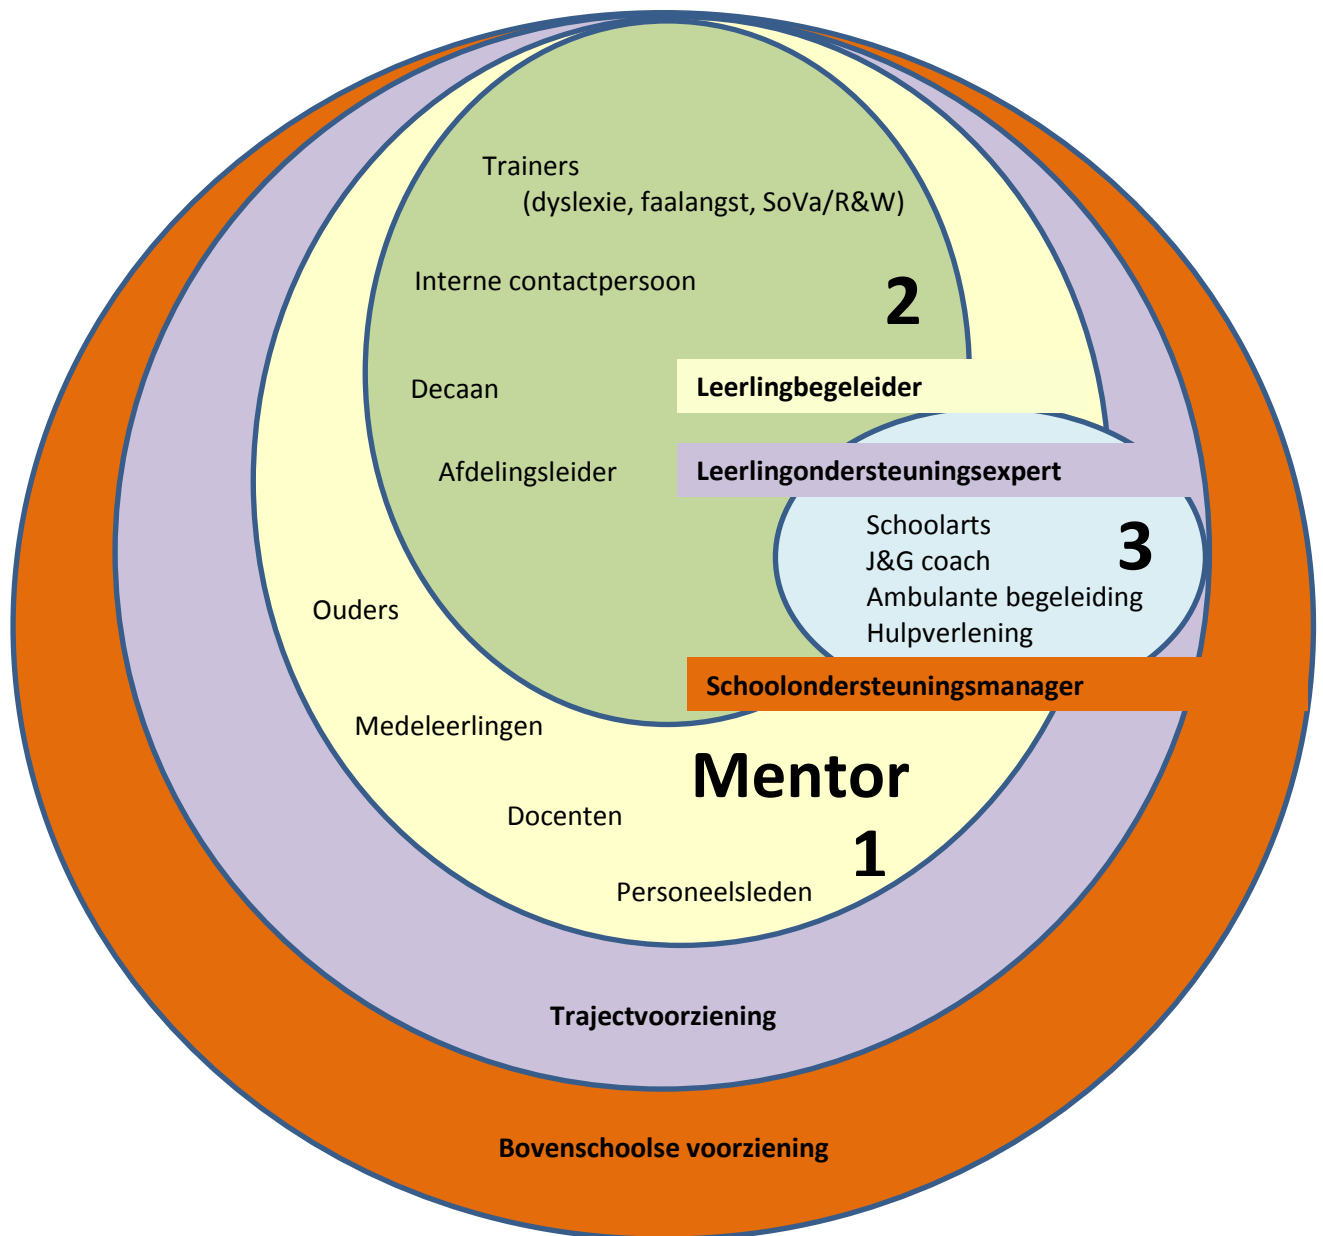 Trainers
(dyslexie, faalangst, SoVa/R&W)
Interne contactpersoon
2
Decaan
Leerlingbegeleider
Afdelingsleider
Leerlingondersteuningsexpert
Schoolarts
3
J&G coach
Ambulante begeleiding
Hulpverlening
Ouders
Schoolondersteuningsmanager
Medeleerlingen
Mentor
Docenten
1
Personeelsleden
Trajectvoorziening
Bovenschoolse voorziening